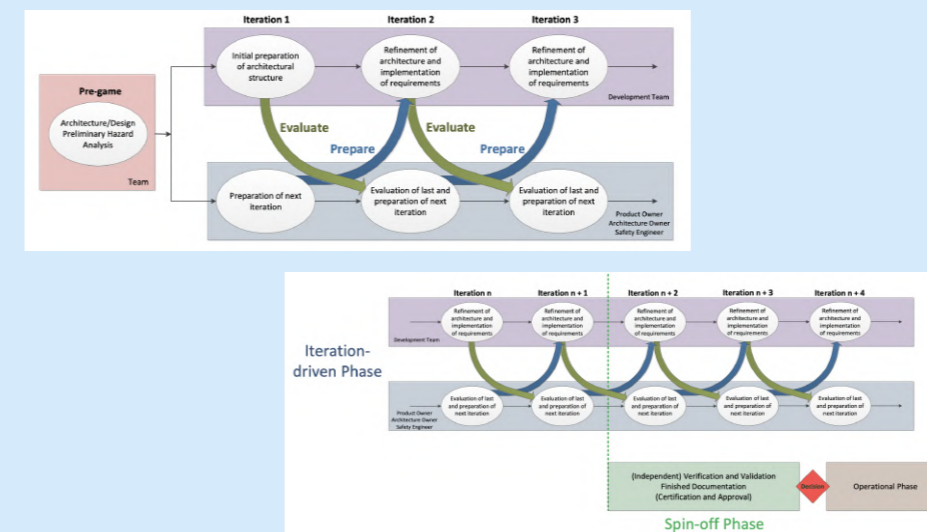 Iteration 1
Iteration 2
Iteration 3
Initial preparation
of architectural
structure
Refinement of
architecture and
implementation
of requirements
Refinement of
architecture and
implementation
of requirements
Development Team
Pre-game
Architecture/Design
Preliminary Hazard
Analysis
Team
Evaluate
Prepare
Evaluate
Prepare
Preparation of next
iteration
Evaluation of last and
preparation of next
iteration
Evaluation of last and
preparation of next
iteration
Product Owner
Architecture Owner
Safety Engineer
Iteration n
Iteration n + 1
Iteration n + 2
Iteration n + 3
Iteration n + 4
Refinement of
architecture and
implementation
of requirements
Refinement of
architecture and
implementation
of requirements
Refinement of
architecture and
implementation
of requirements
Refinement of
architecture and
implementation
of requirements
Refinement of
architecture and
implementation
of requirements
Development Team
Iteration-
driven Phase
Evaluation of last
and preparation of
next iteration
Evaluation of last
and preparation of
next iteration
Evaluation of last
and preparation of
next iteration
Evaluation of last
and preparation of
next iteration
Evaluation of last
and preparation of
next iteration
Product Owner
Architecture Owner
Safety Engineer
(Independent) Verification and Validation
Finished Documentation
(Certification and Approval)
Decision
Operational Phase
Spin-off Phase